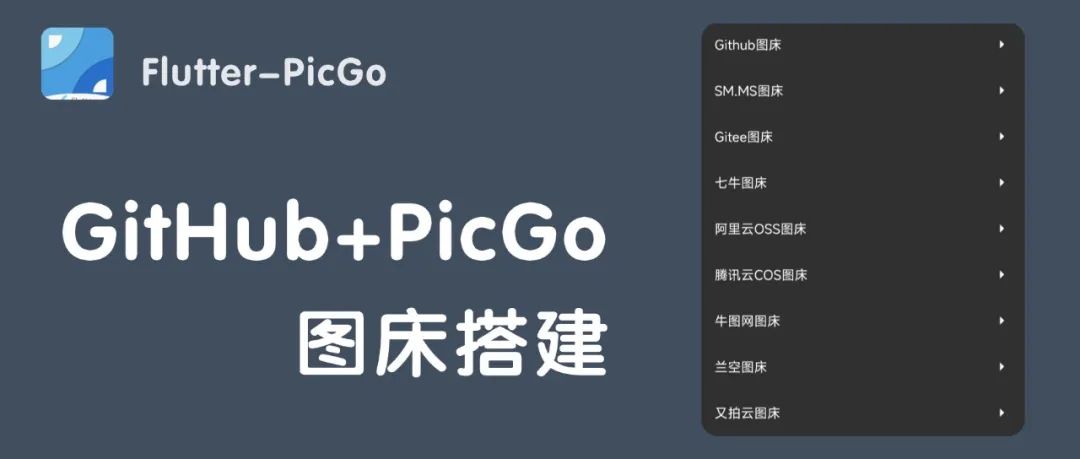 Flutter-PicGo
GitHub+PicGo
图床搭建
Github图床
SM.MS图床
Gitee图床
七牛图床
阿里云OSS图床
腾讯云COS图床
牛图网图床
兰空图床
又拍云图床